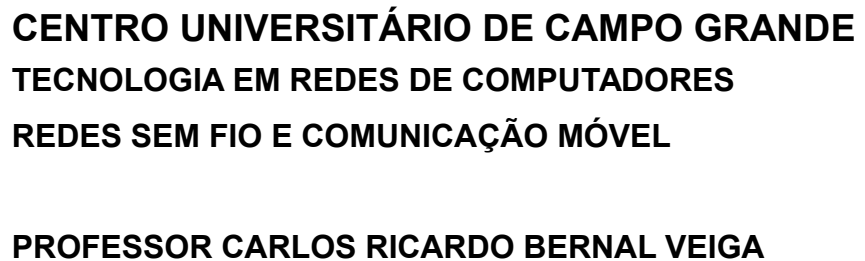 CENTRO UNIVERSITÁRIO DE CAMPO GRANDE
TECNOLOGIA EM REDES DE COMPUTADORES
REDES SEM FIO E COMUNICAÇÃO MÓVEL
PROFESSOR CARLOS RICARDO BERNAL VEIGA